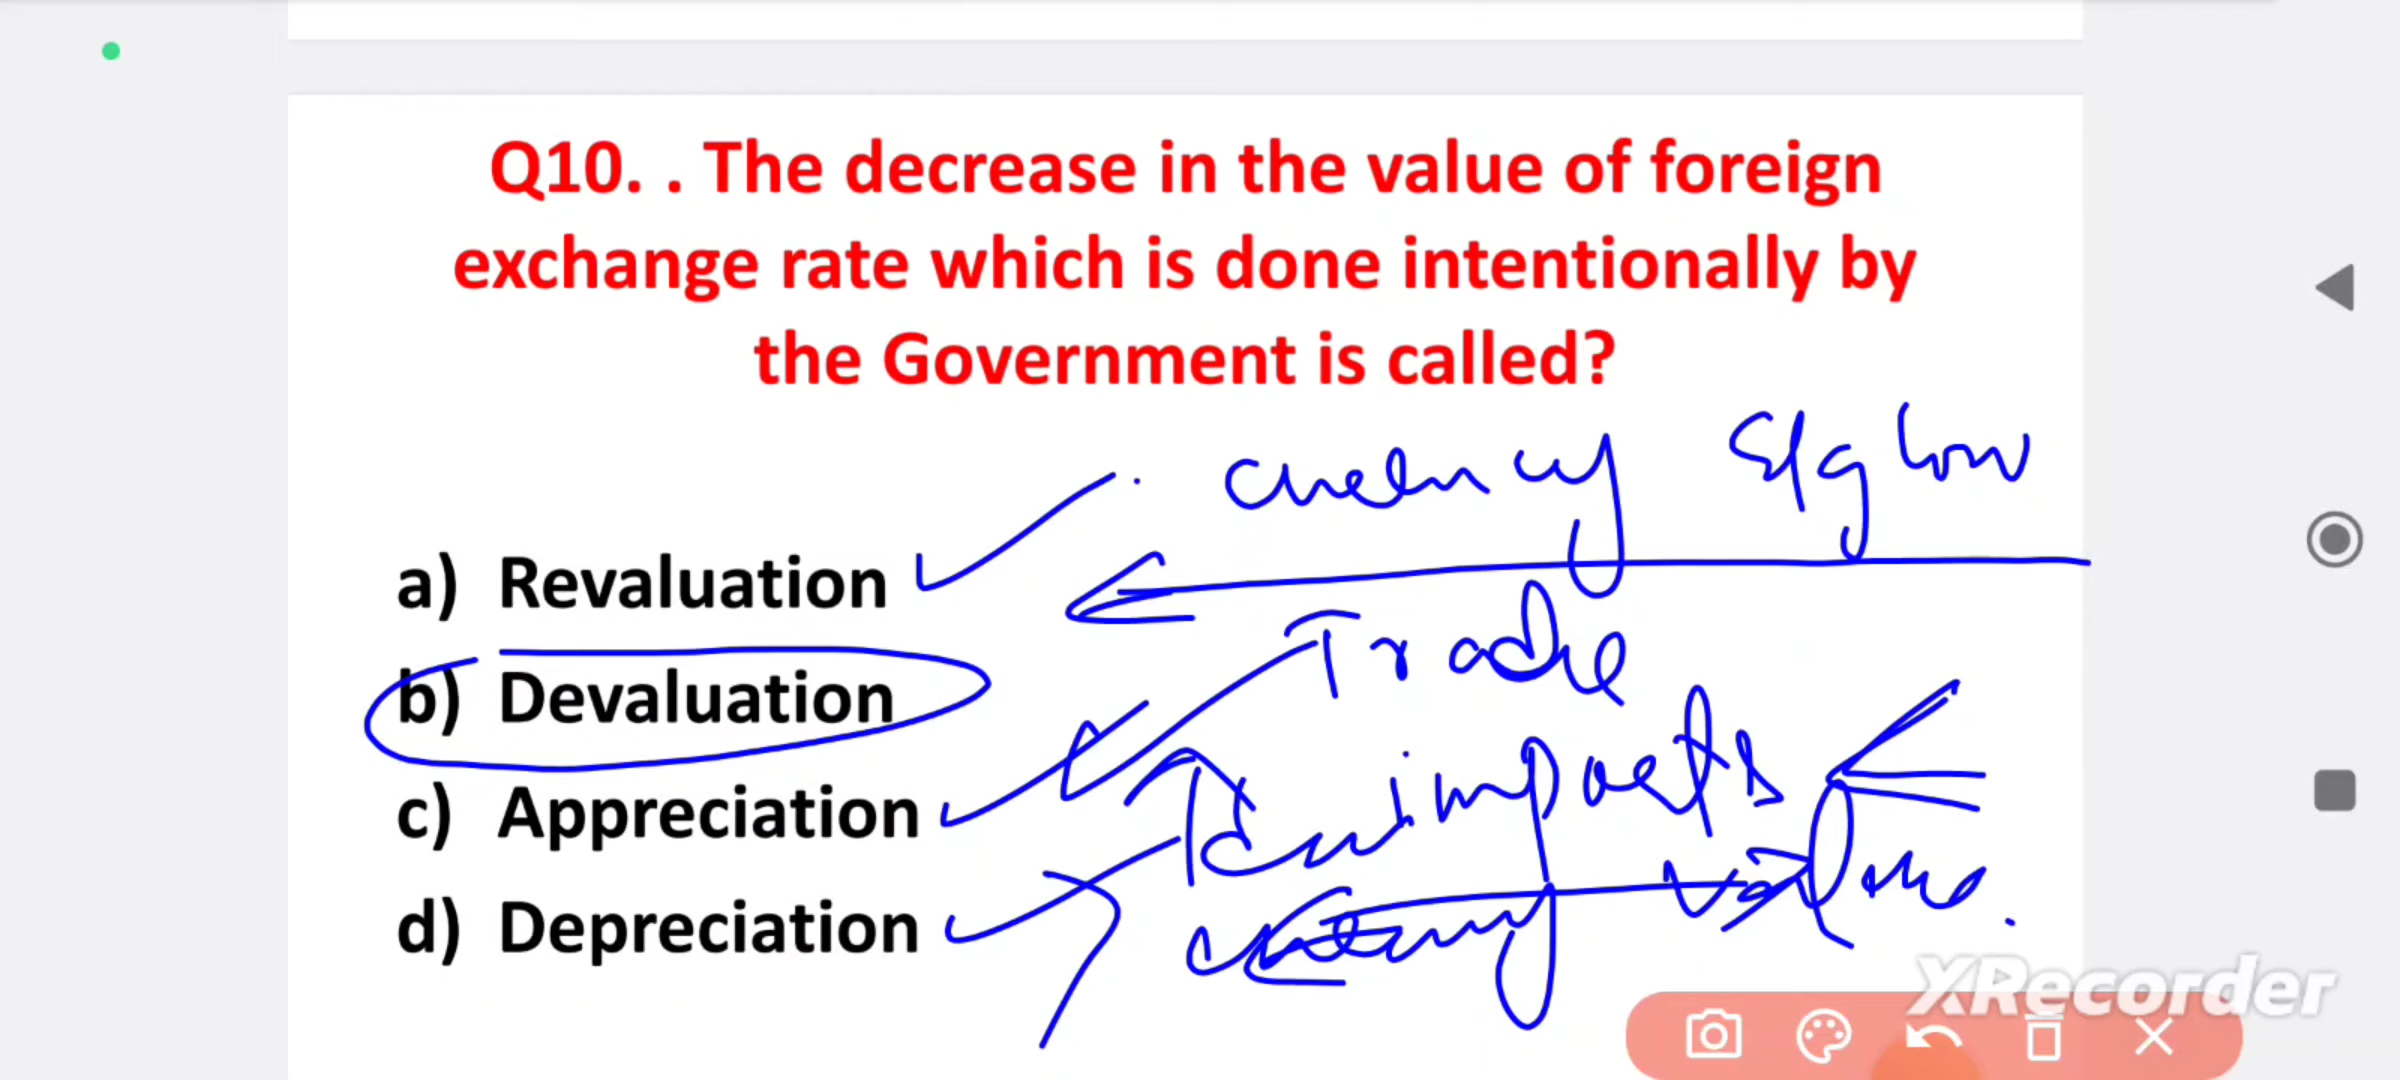 Q10. . The decrease in the value of foreign
exchange rate which is done intentionally by
the Government is called?
a) Revaluation
b) Devaluation
c) Appreciation
d) Depreciation
Trade
imports
value.
XRecorder